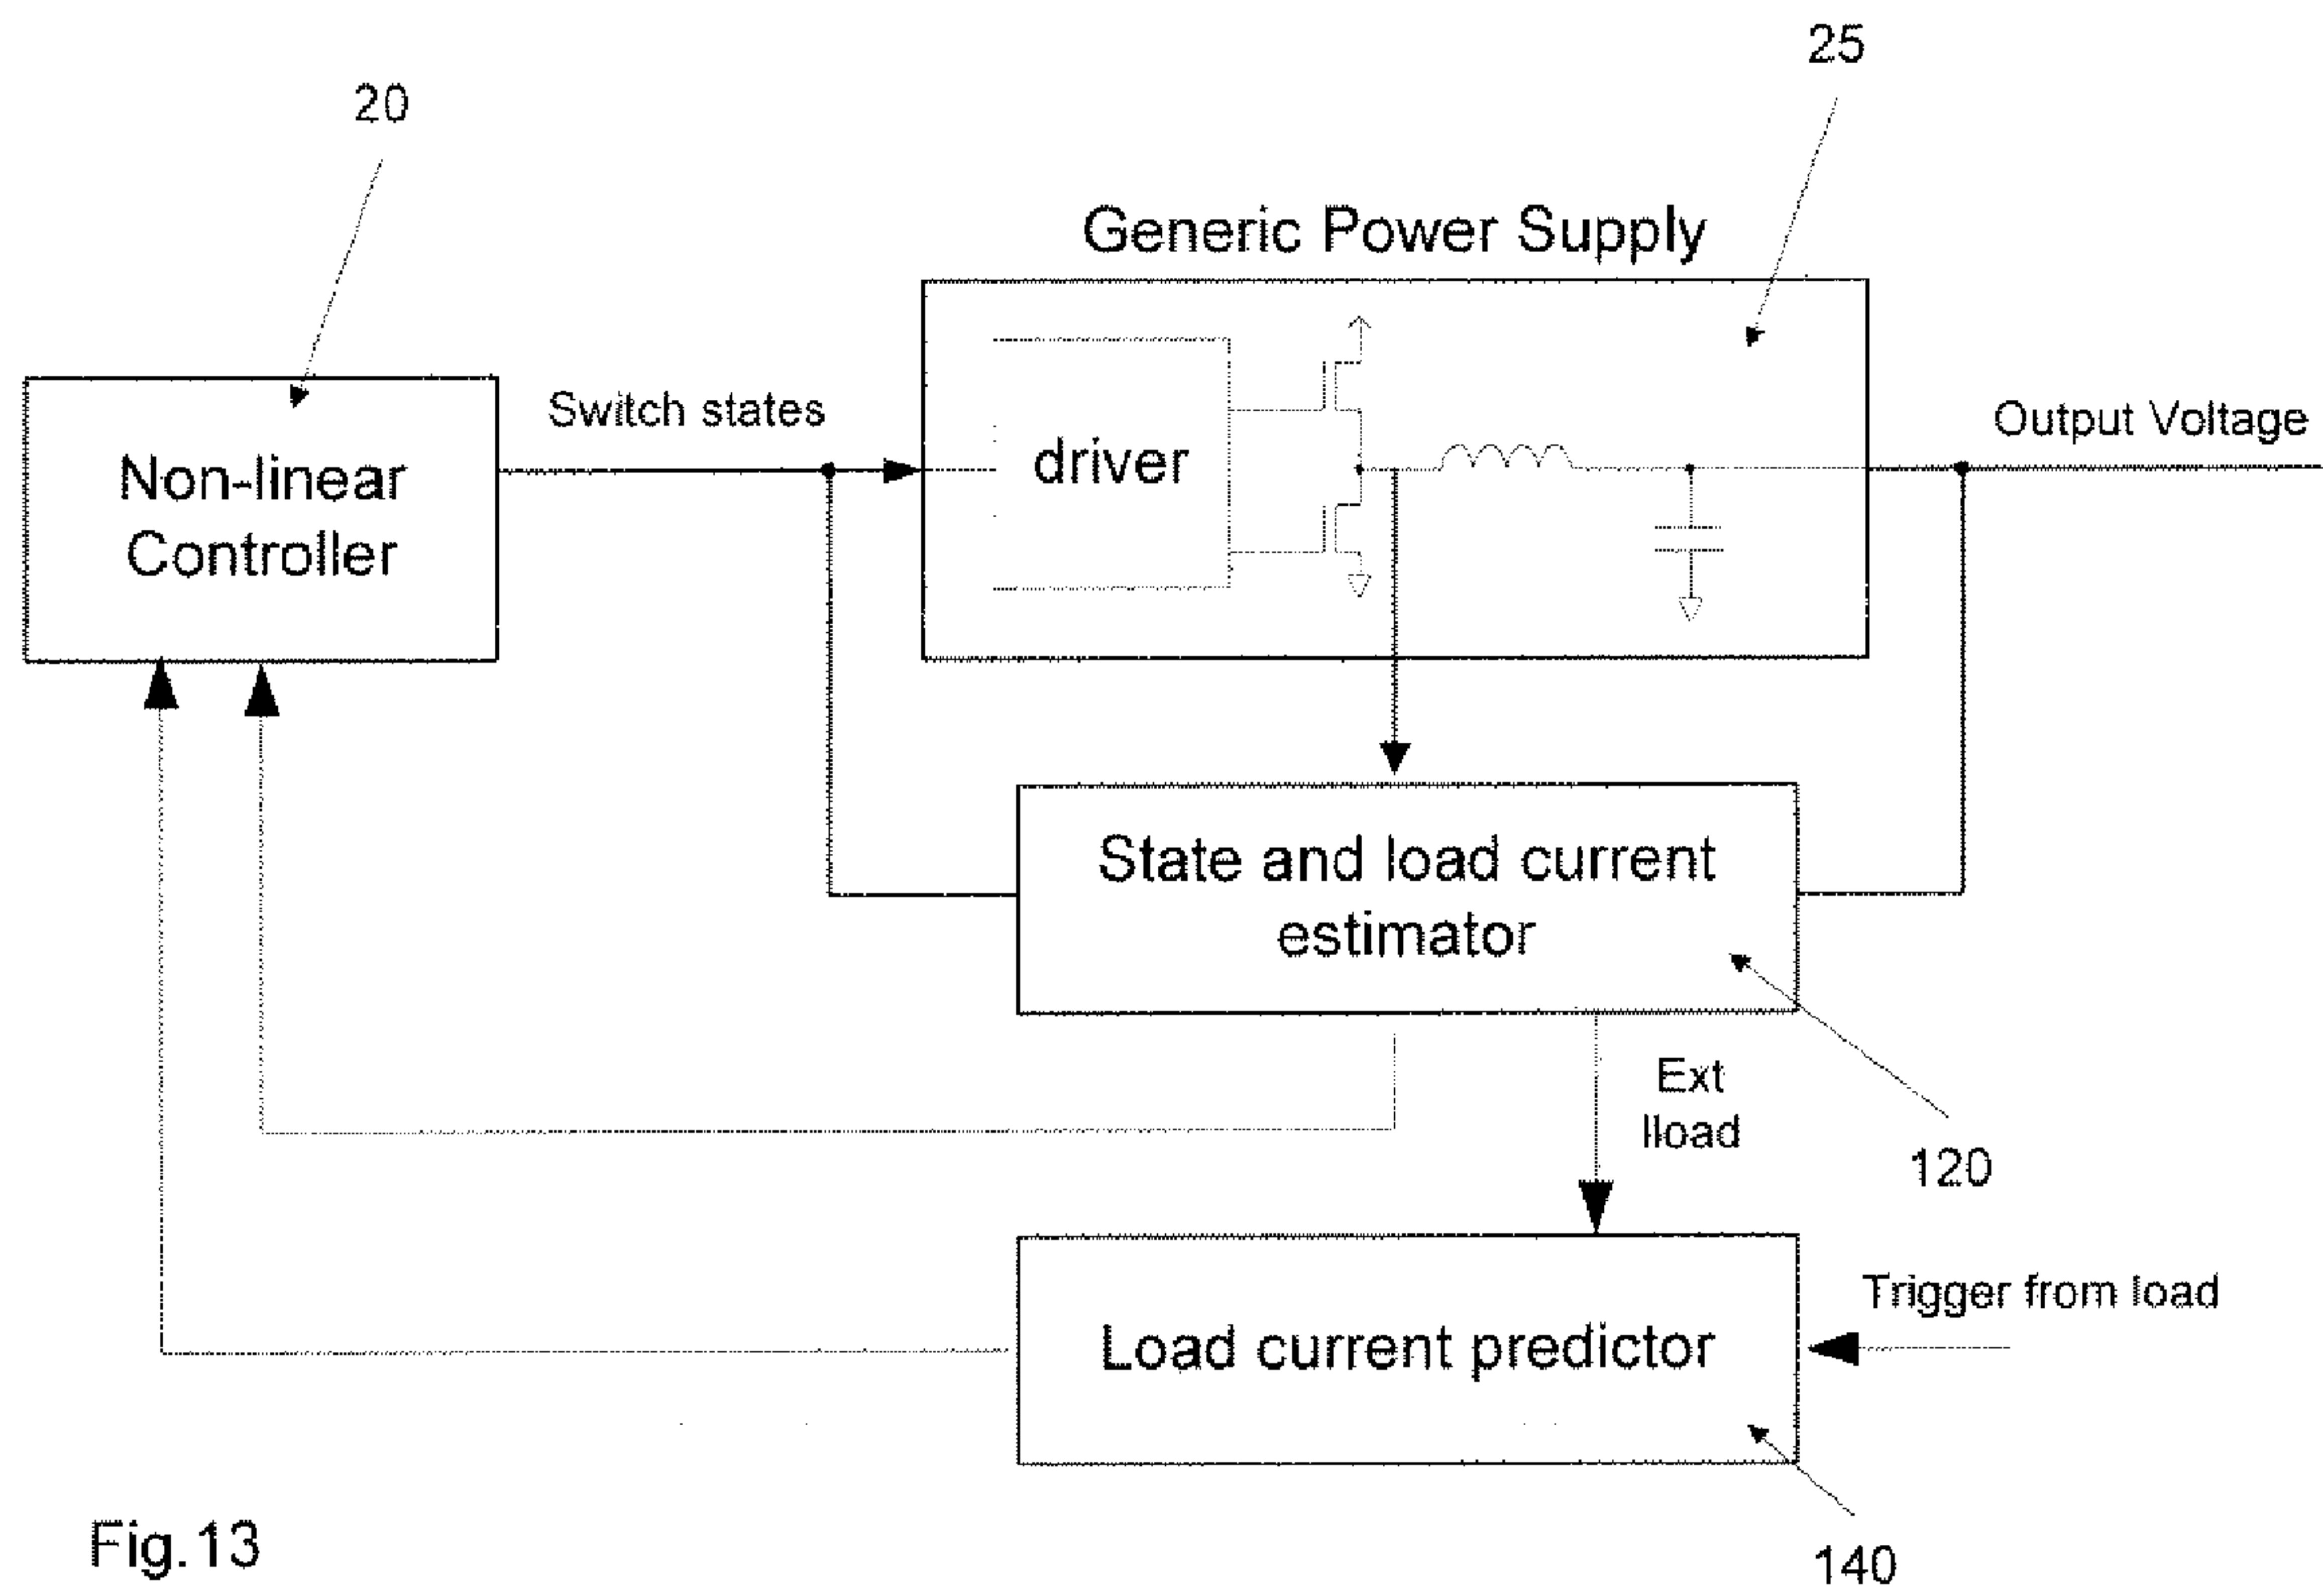 25
20
Generic Power Supply
Switch states
Output Voltage
driver
Non-linear
Controller
State and load current
estimator
Ext
Iload
120
Trigger from load
Load current predictor
Fig.13
140